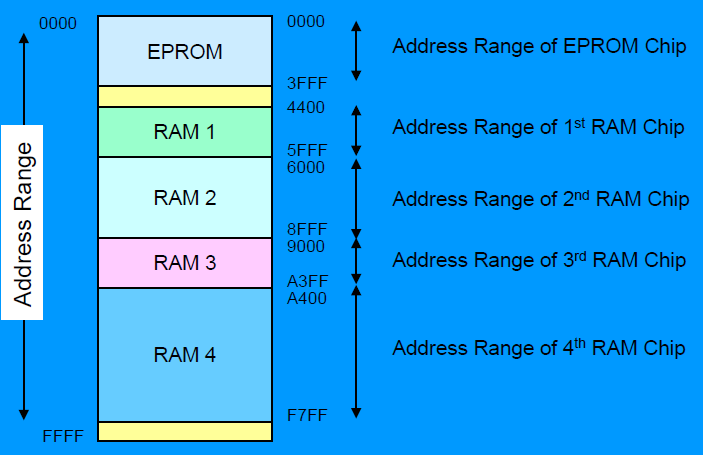 0000
0000
EPROM
Address Range of EPROM Chip
3FFF
4400
RAM 1
Address Range of 1st RAM Chip
5FFF
6000
RAM 2
Address Range of 2nd RAM Chip
8FFF
9000
RAM 3
Address Range of 3rd RAM Chip
A3FF
A400
RAM 4
Address Range of 4th RAM Chip
F7FF
FFFF
Address Range